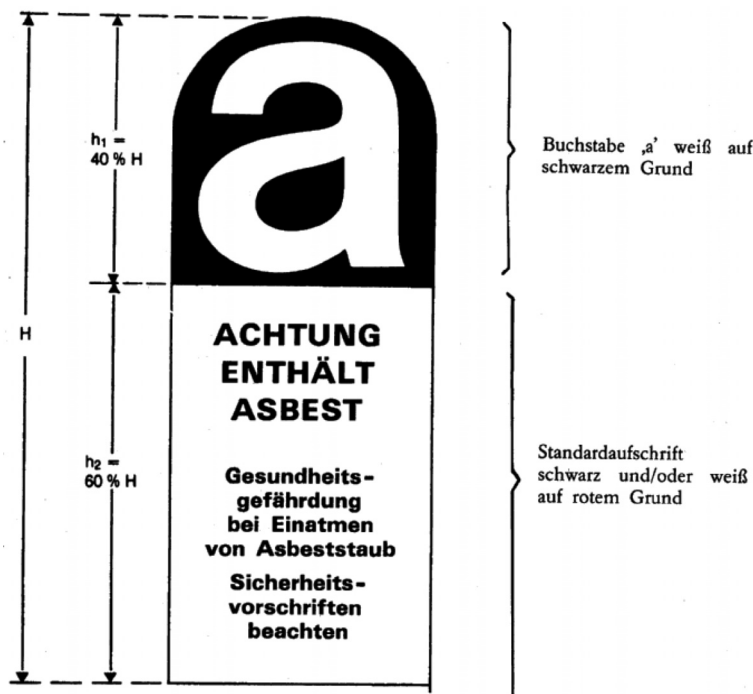 a
h₁ =
40 % H
Buchstabe ‚a’ weiß auf
schwarzem Grund
H
ACHTUNG
ENTHÄLT
ASBEST
h₂ =
60 % H
Gesundheits-
gefährdung
bei Einatmen
von Asbeststaub
Sicherheits-
vorschriften
beachten
Standardaufschrift
schwarz und/oder weiß
auf rotem Grund